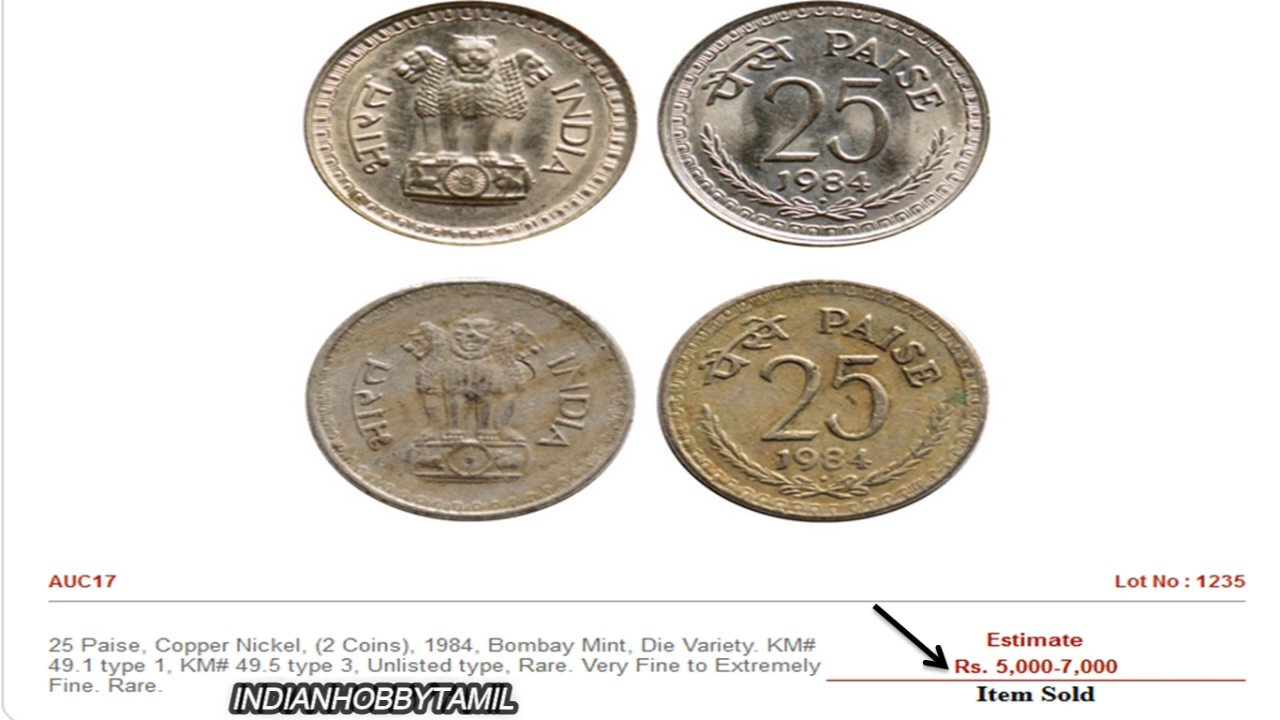 भारत INDIA
पैसे PAISE
25
1984
भारत INDIA
पैसे PAISE
25
1984
AUC17
Lot No : 1235
25 Paise, Copper Nickel, (2 Coins), 1984, Bombay Mint, Die Variety. KM#
49.1 type 1, KM# 49.5 type 3, Unlisted type, Rare. Very Fine to Extremely
Fine. Rare.
Estimate
Rs. 5,000-7,000
Item Sold
INDIANHOBBYTAMIL